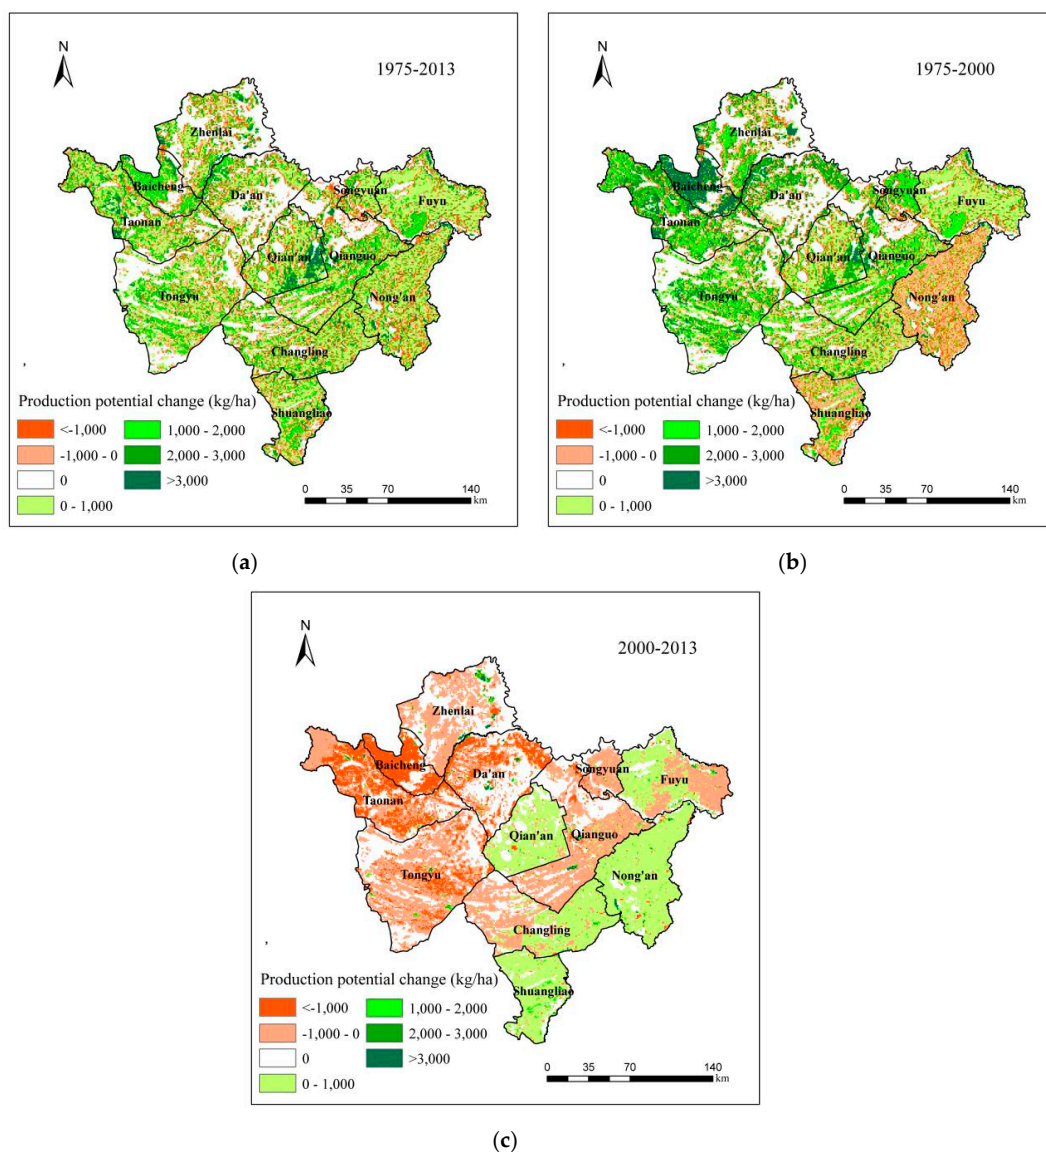 N
1975-2013
Zhenlai
Baicheng
Da'an
Songyuan
Fuyu
Taonan
Qian'an
Qianguo
Tongyu
Nong'an
Changling
Shuangliao
,
Production potential change (kg/ha)
<-1,000
1,000 - 2,000
-1,000 - 0
2,000 - 3,000
0
>3,000
0 - 1,000
0 35 70 140
km
(a)
N
1975-2000
Zhenlai
Baicheng
Da'an
Songyuan
Fuyu
Taonan
Qian'an
Qianguo
Tongyu
Nong'an
Changling
Shuangliao
,
Production potential change (kg/ha)
<-1,000
1,000 - 2,000
-1,000 - 0
2,000 - 3,000
0
>3,000
0 - 1,000
0 35 70 140
km
(b)
N
2000-2013
Zhenlai
Baicheng
Da'an
Songyuan
Fuyu
Taonan
Qian'an
Qianguo
Tongyu
Nong'an
Changling
Shuangliao
,
Production potential change (kg/ha)
<-1,000
1,000 - 2,000
-1,000 - 0
2,000 - 3,000
0
>3,000
0 - 1,000
0 35 70 140
km
(c)